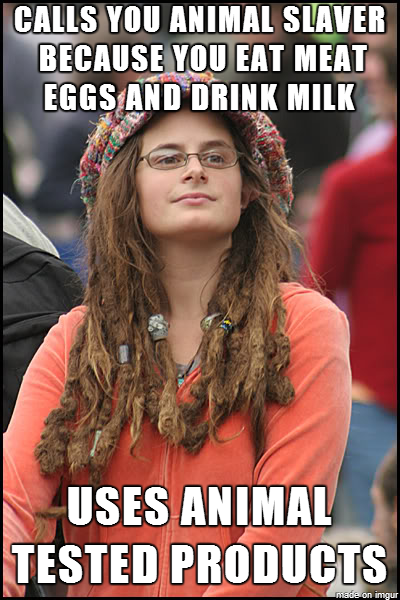 CALLS YOU ANIMAL SLAVER
BECAUSE YOU EAT MEAT
EGGS AND DRINK MILK
USES ANIMAL
TESTED PRODUCTS
made on imgur